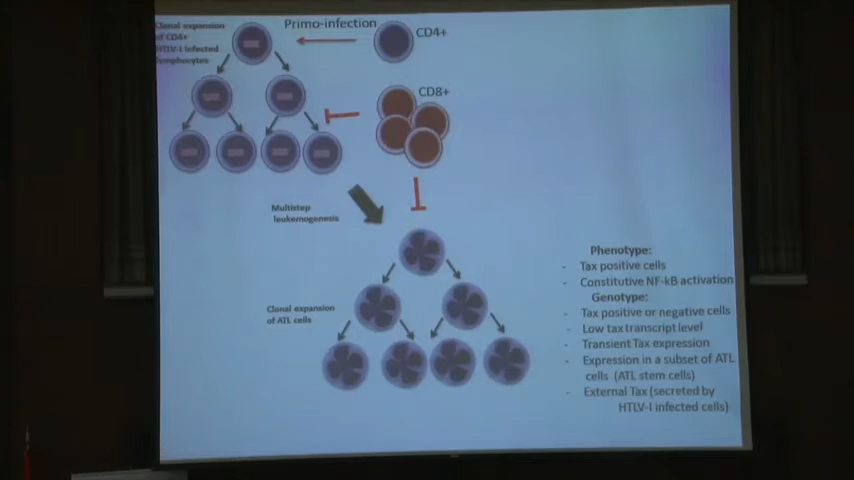 Clonal expansion
of CD4+
HTLV-I infected
lymphocytes
Primo-infection
CD4+
CD8+
Multistep
leukemogenesis
Clonal expansion
of ATL cells
Phenotype:
- Tax positive cells
- Constitutive NF-kB activation
Genotype:
- Tax positive or negative cells
- Low tax transcript level
- Transient Tax expression
- Expression in a subset of ATL
cells (ATL stem cells)
- External Tax (secreted by
HTLV-I infected cells)